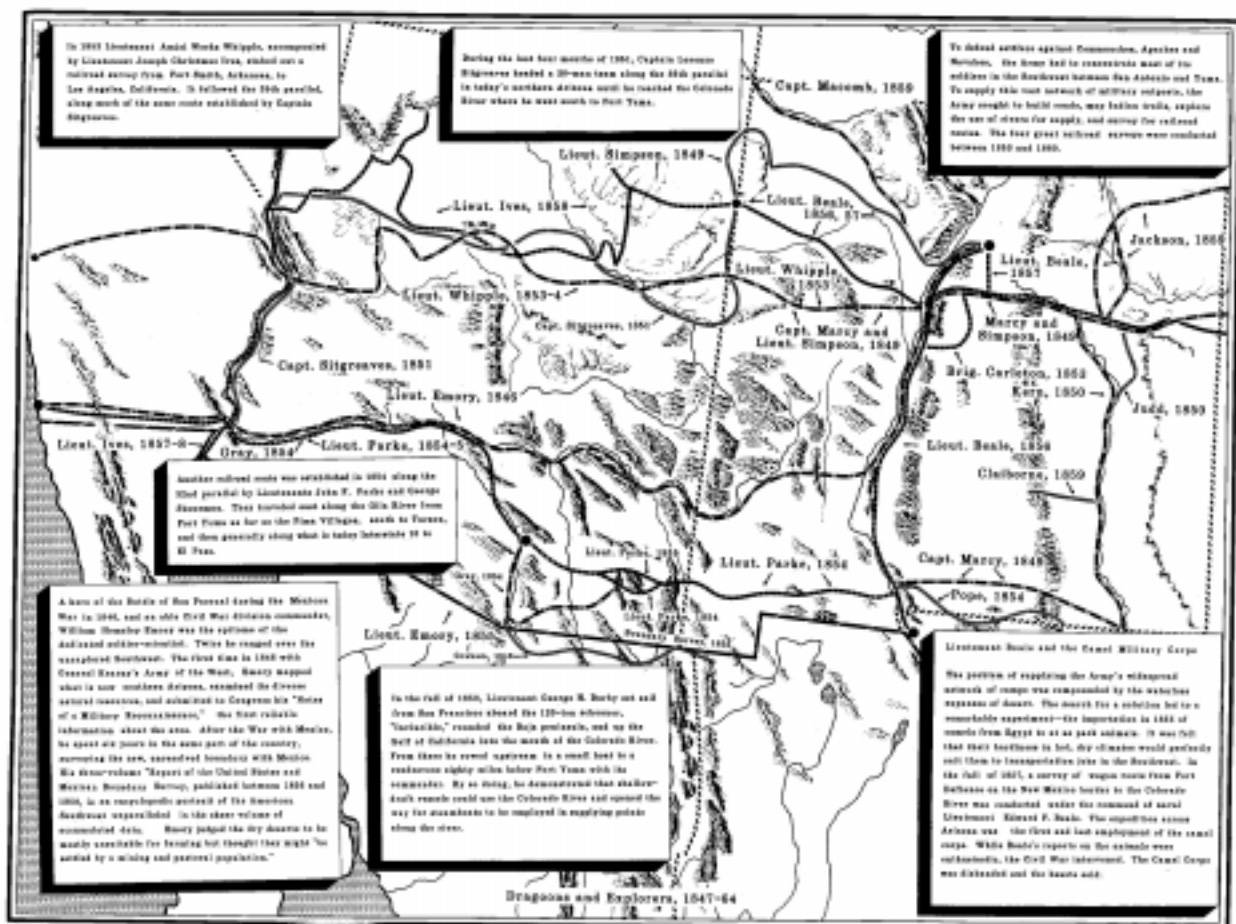 In 1853 Lieutenant Amiel Weeks Whipple, accompanied
by Lieutenant Joseph Christmas Ives, staked out a
railroad survey from Fort Smith, Arkansas, to
Los Angeles, California. It followed the 35th parallel,
along much of the same route established by Captain
Sitgreaves.
During the last four months of 1851, Captain Lorenzo
Sitgreaves headed a 20-man team along the 35th parallel
in today's northern Arizona until he reached the Colorado
River where he went south to Fort Yuma.
To defend settlers against Comanches, Apaches and
Navahos, the Army had to concentrate most of its
soldiers in the Southwest between San Antonio and Yuma.
To supply this vast network of military outposts, the
Army sought to build roads, map Indian trails, explore
the use of rivers for supply, and survey for railroad
routes. The four great railroad surveys were conducted
between 1853 and
Capt. Macomb, 1859
Lieut. Simpson, 1849
Lieut. Ives, 1858
Lieut. Beale,
1856, 57
Jackson, 1855
Lieut. Beale,
1857
Lieut. Whipple,
1853
Lieut. Whipple, 1853-4
Capt. Sitgreaves, 1851
Capt. Marcy and
Lieut. Simpson, 1849
Marcy and
Simpson, 1849
Capt. Sitgreaves, 1851
Brig. Carleton, 1852
Kern, 1850
Judd, 1850
Lieut. Emory, 1846
Lieut. Ives, 1857-8
Gray, 1854
Lieut. Parks, 1854-5
Lieut. Beale, 1856
Claiborne, 1859
Another railroad route was established in 1854 along the
32nd parallel by Lieutenants John F. Parke and George
Stoneman. They traveled east along the Gila River from
Fort Yuma as far as the Pima Villages, south to Tucson,
and then generally along what is today Interstate 10 to
El Paso.
Lieut. Parke,
Lieut. Parke, 1854
Capt. Marcy, 1849
Pope, 1854
Gray, 1854
Lieut. Parke, 1854
Lieut. Emory, 1855
Boundary Survey,
A hero of the Battle of San Pascual during the Mexican
War in 1846, and an able Civil War division commander,
William Hemsley Emory was the epitome of the
dedicated soldier-scientist. Twice he ranged over the
unexplored Southwest. The first time in 1846 with
General Kearny's Army of the West, Emory mapped
what is now southern Arizona, examined its diverse
natural resources, and submitted to Congress his "Notes
of a Military Reconnaissance," the first reliable
information about the area. After the War with Mexico,
he spent six years in the same part of the country,
surveying the new, unresolved boundary with Mexico.
His three-volume "Report of the United States and
Mexican Boundary Survey, published between 1856 and
is an encyclopedic portrait of the American
Southwest unparalleled in the sheer volume of
accumulated data. Emory judged the dry deserts to be
mostly unsuitable for farming but thought they might "be
settled by a mining and pastoral population."
In the fall of 1850, Lieutenant George H. Derby set sail
from San Francisco aboard the 120-ton schooner,
"Invincible," rounded the Baja peninsula, and up the
Gulf of California into the mouth of the Colorado River.
From there he rowed upstream in a small boat to a
rendezvous eighty miles below Fort Yuma with its
commander. By so doing, he demonstrated that shallow-
draft vessels could use the Colorado River and opened the
way for steamboats to be employed in supplying points
along the river.
Lieutenant Beale and the Camel Military Corps
The problem of supplying the Army's widespread
network of camps was compounded by the waterless
expanses of desert. The search for a solution led to a
remarkable experiment—the importation in 1855 of
camels from Egypt to at as pack animals. It was felt
that their hardiness in hot, dry climates would perfectly
suit them to transportation jobs in the Southwest. In
the fall of 1857, a survey of wagon route from Fort
Defiance on the New Mexico border to the Colorado
River was conducted under the command of naval
Lieutenant Edward F. Beale. The expedition across
Arizona was the first and last employment of the camel
corps. While Beale's reports on the animals were
enthusiastic, the Civil War intervened. The Camel Corps
was disbanded and the beasts sold.
Dragoons and Explorers, 1847-64